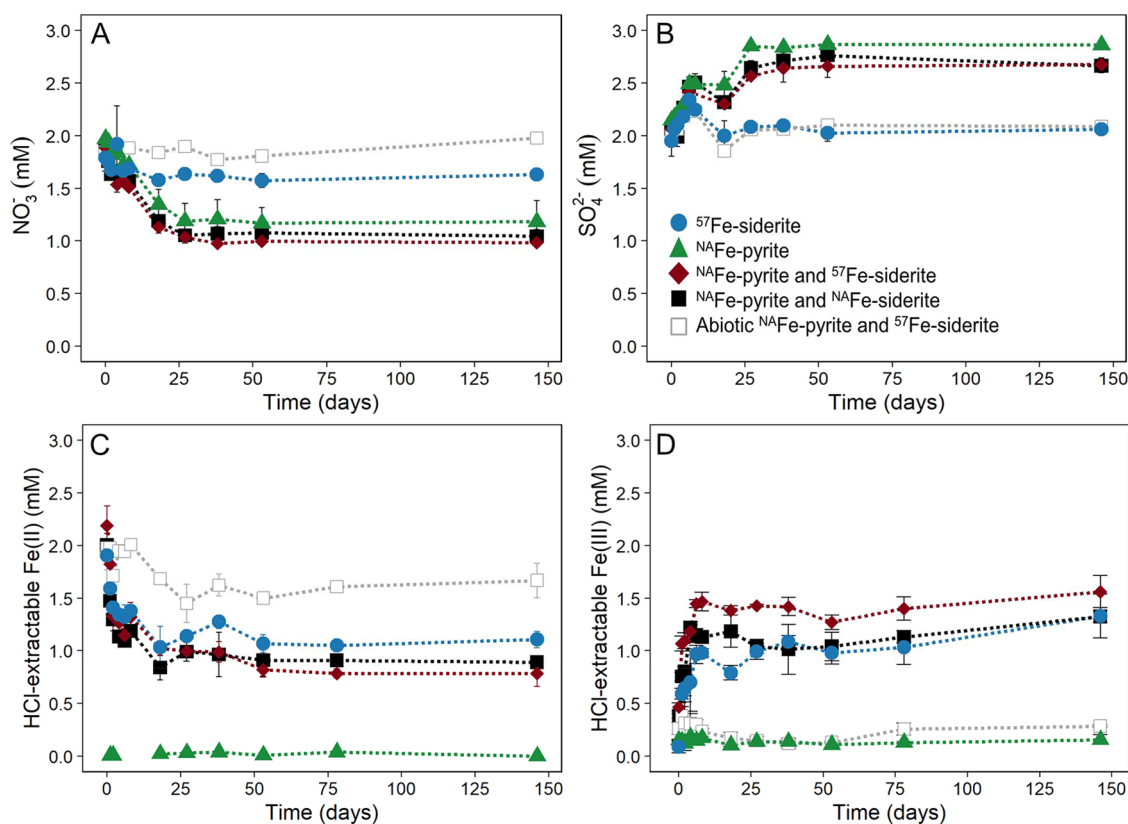 A
NO₃⁻ (mM)
3.0
2.5
2.0
1.5
1.0
0.5
0.0
0 25 50 75 100 125 150
Time (days)
B
SO₄²⁻ (mM)
3.0
2.5
2.0
1.5
1.0
0.5
0.0
⁵⁷Fe-siderite
ᴺᴬFe-pyrite
ᴺᴬFe-pyrite and ⁵⁷Fe-siderite
ᴺᴬFe-pyrite and ᴺᴬFe-siderite
Abiotic ᴺᴬFe-pyrite and ⁵⁷Fe-siderite
0 25 50 75 100 125 150
Time (days)
C
HCl-extractable Fe(II) (mM)
3.0
2.5
2.0
1.5
1.0
0.5
0.0
0 25 50 75 100 125 150
Time (days)
D
HCl-extractable Fe(III) (mM)
3.0
2.5
2.0
1.5
1.0
0.5
0.0
0 25 50 75 100 125 150
Time (days)